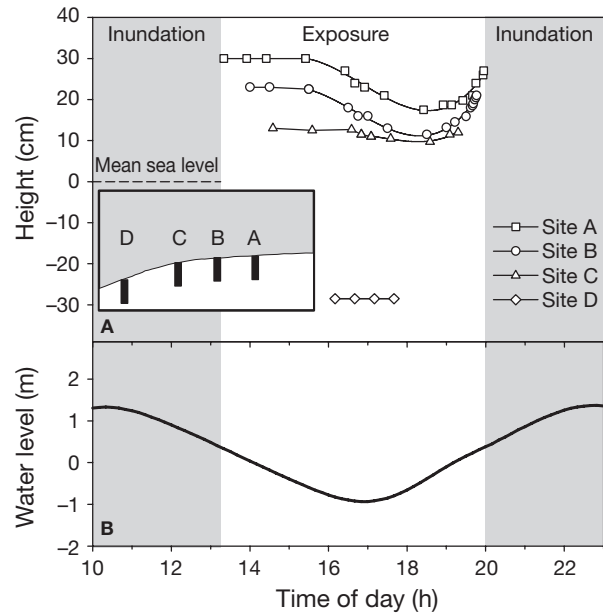 Inundation Exposure Inundation
40
30
20
10
0
−10
−20
−30
Height (cm)
Mean sea level
D C B A
Site A
Site B
Site C
Site D
A
2
1
0
−1
−2
Water level (m)
B
10 12 14 16 18 20 22
Time of day (h)